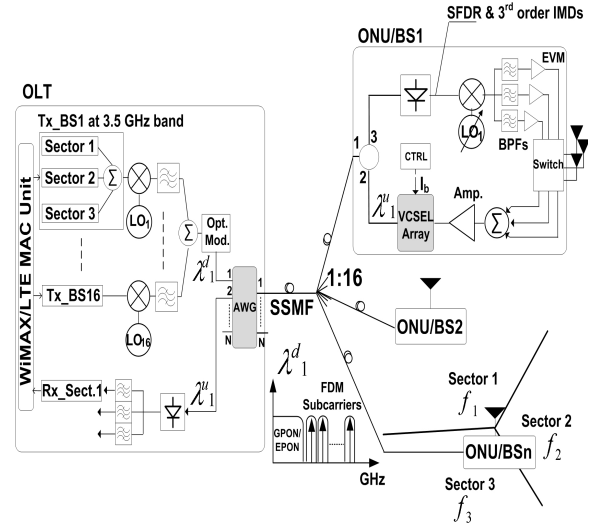 SFDR & 3rd order IMDs
ONU/BS1
EVM
LO1
BPFs
Switch
1
3
2
CTRL
Ib
λu1
VCSEL
Array
Amp.
Σ
OLT
WiMAX/LTE MAC Unit
Tx_BS1 at 3.5 GHz band
Sector 1
Sector 2
Sector 3
Σ
LO1
Σ
Opt.
Mod.
λd1
Tx_BS16
LO16
1
2
N
AWG
1
N
SSMF
1:16
Rx_Sect.1
λu1
ONU/BS2
λd1
FDM
Subcarriers
GPON/
EPON
GHz
Sector 1
f1
Sector 2
f2
ONU/BSn
Sector 3
f3